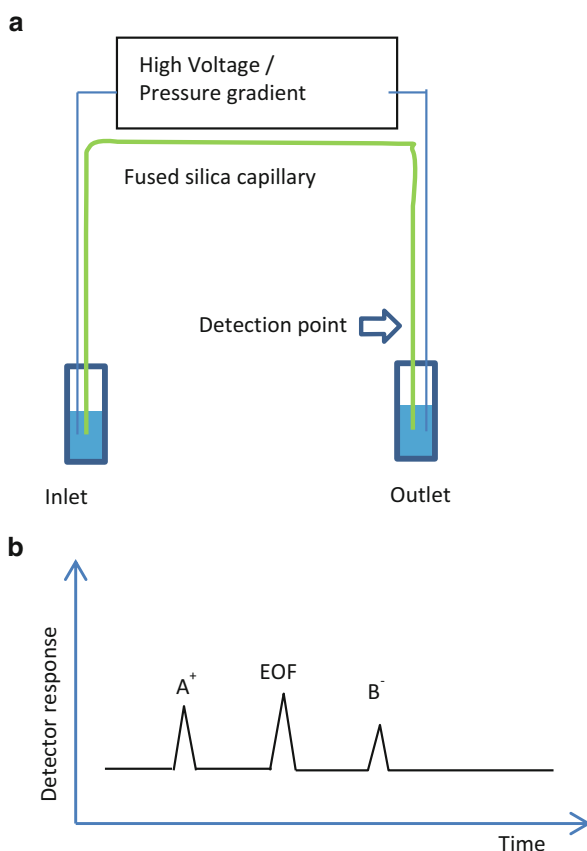 a
High Voltage /
Pressure gradient
Fused silica capillary
Detection point
Inlet
Outlet
b
Detector response
A⁺
EOF
B⁻
Time